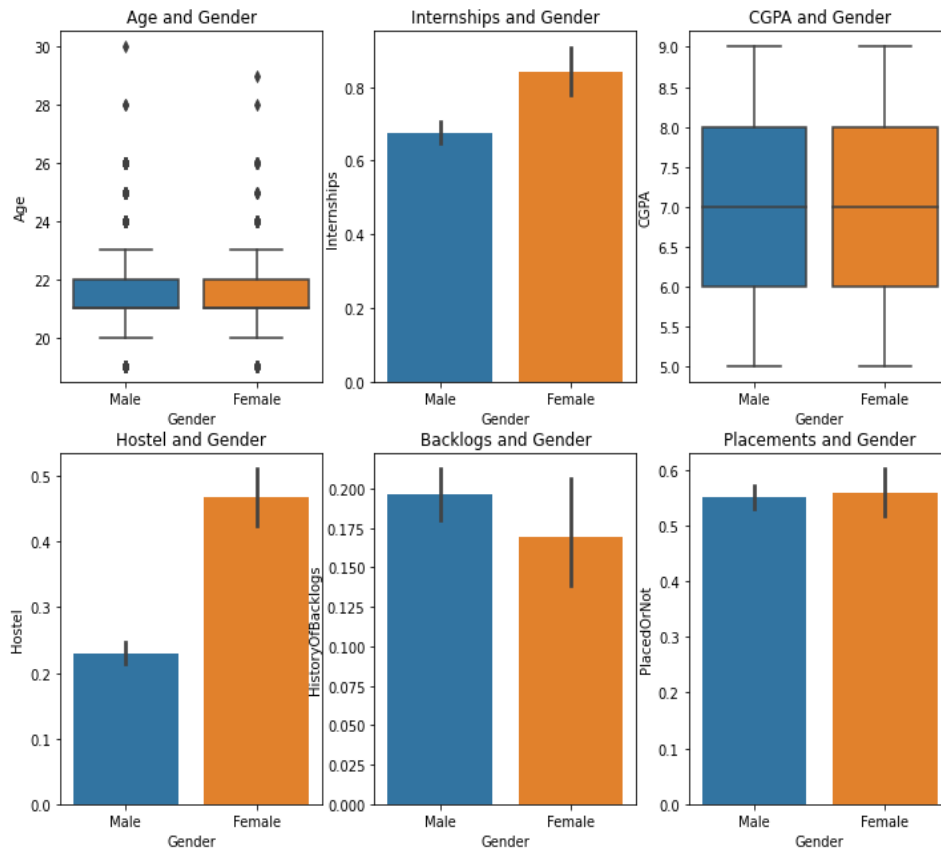 Age and Gender
Age
30
28
26
24
22
20
Male Female
Gender
Internships and Gender
Internships
0.8
0.6
0.4
0.2
0.0
Male Female
Gender
CGPA and Gender
CGPA
9.0
8.5
8.0
7.5
7.0
6.5
6.0
5.5
5.0
Male Female
Gender
Hostel and Gender
Hostel
0.5
0.4
0.3
0.2
0.1
0.0
Male Female
Gender
Backlogs and Gender
HistoryOfBacklogs
0.200
0.175
0.150
0.125
0.100
0.075
0.050
0.025
0.000
Male Female
Gender
Placements and Gender
PlacedOrNot
0.6
0.5
0.4
0.3
0.2
0.1
0.0
Male Female
Gender